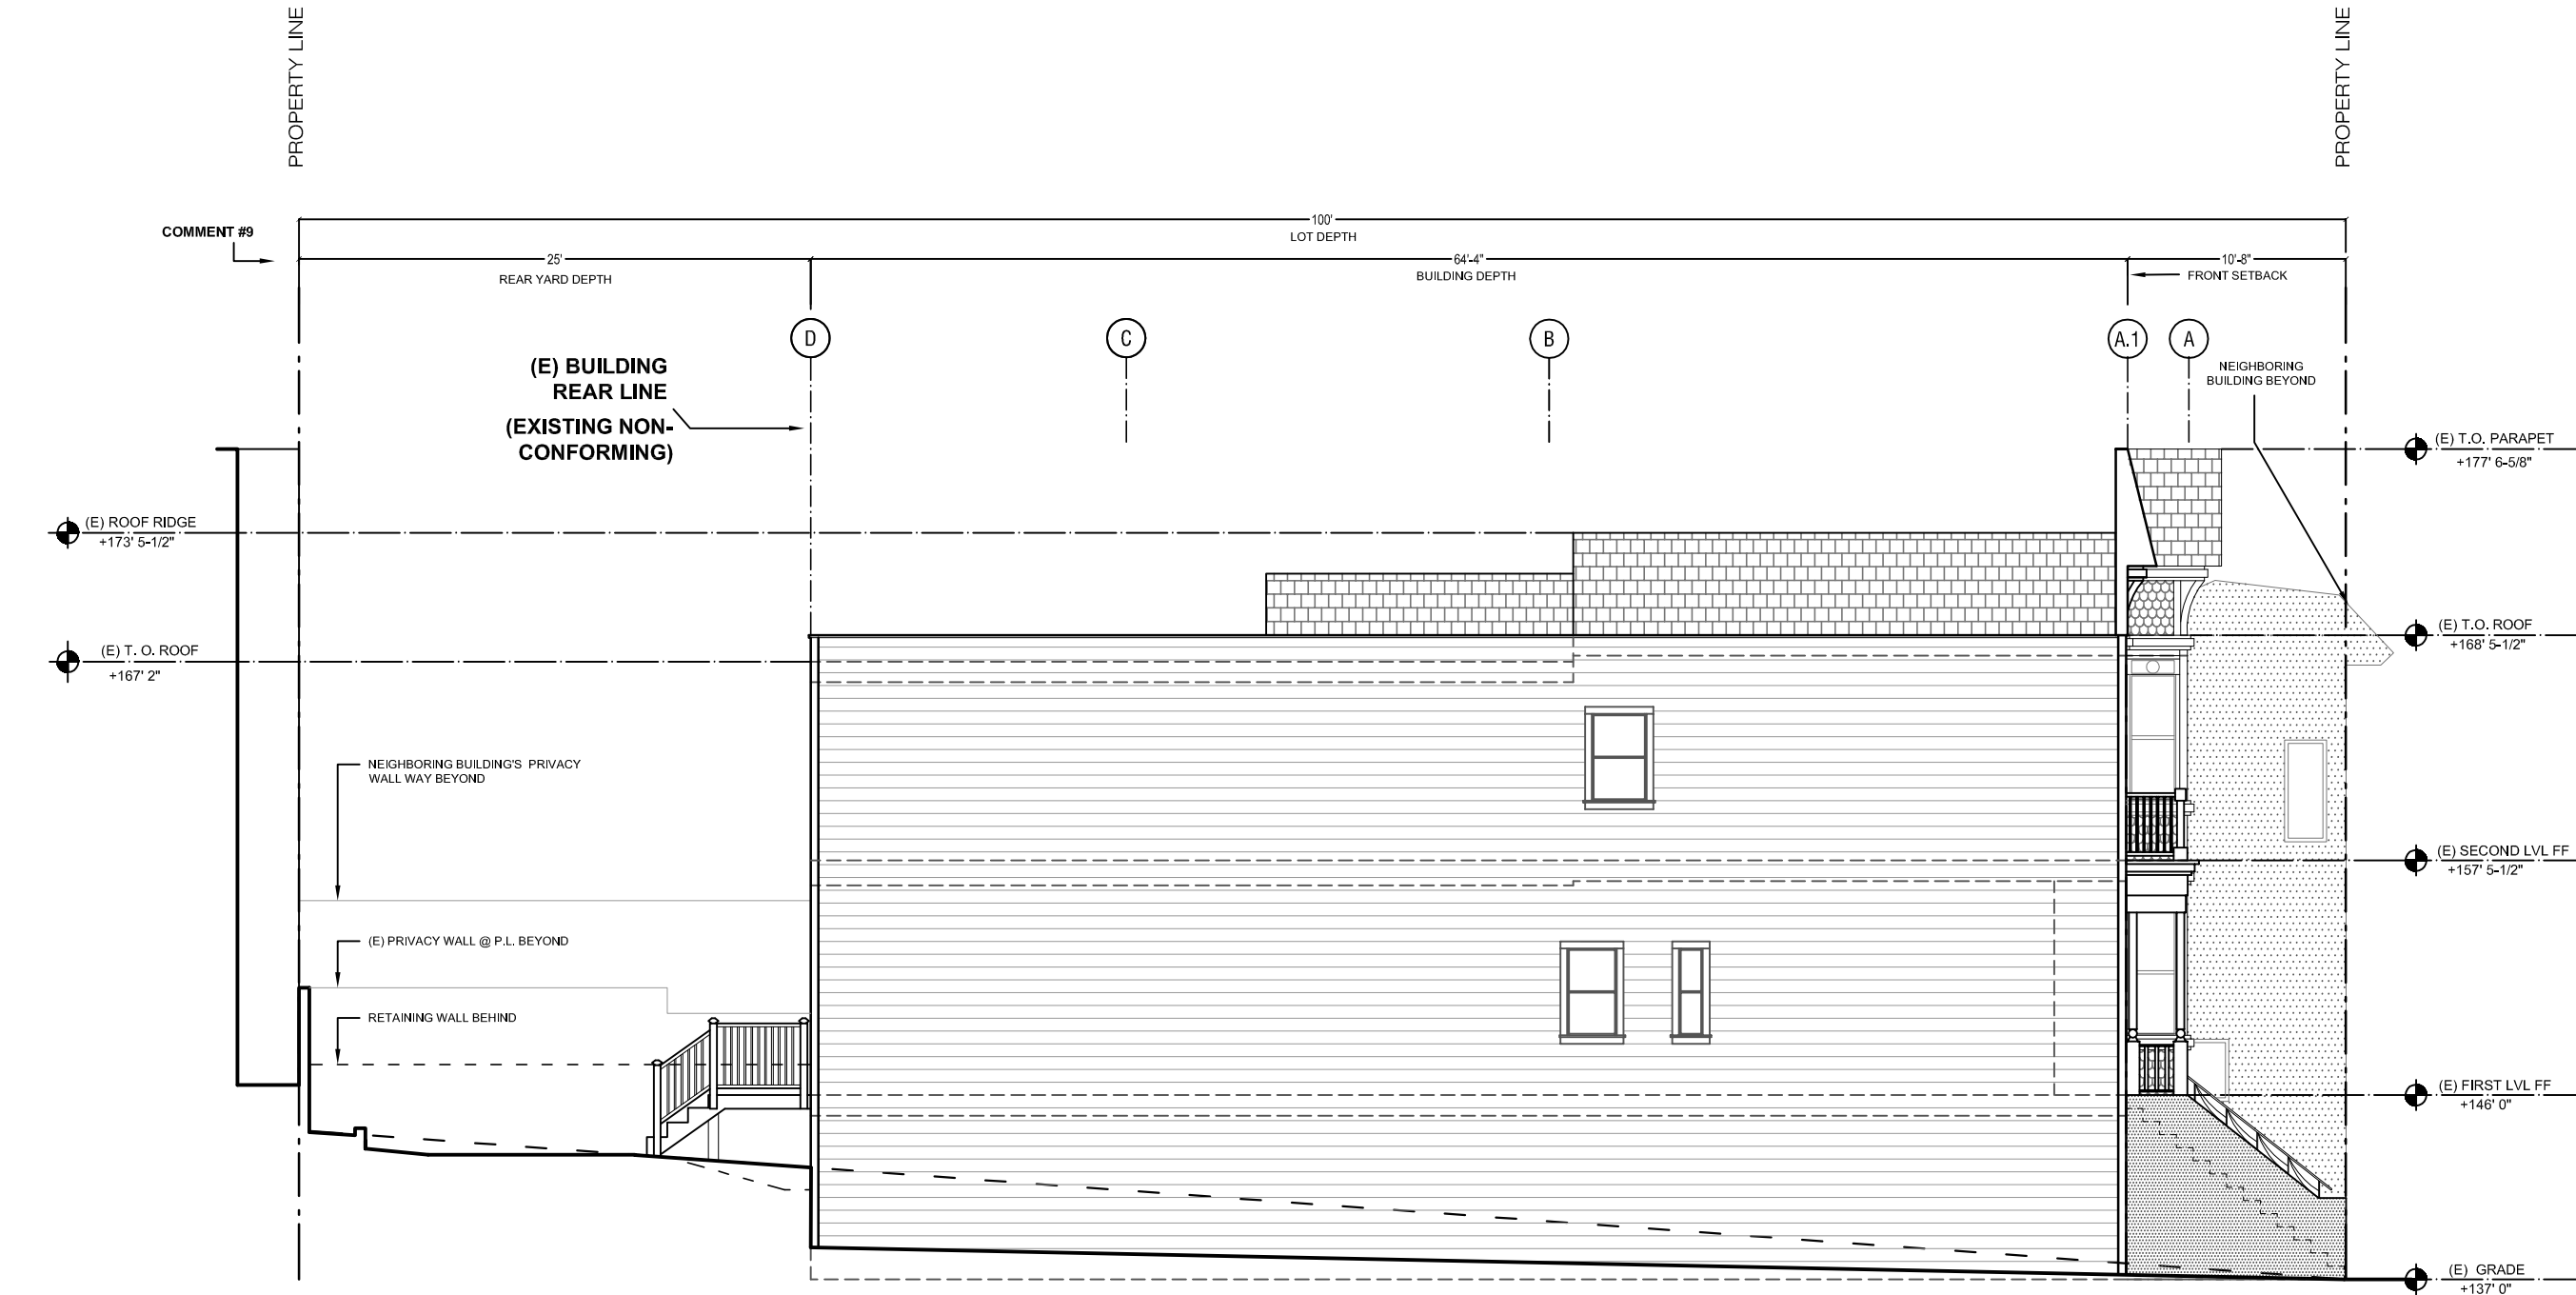 PROPERTY LINE
PROPERTY LINE
100'
LOT DEPTH
COMMENT #9
25'
REAR YARD DEPTH
64'-4"
BUILDING DEPTH
10'-8"
FRONT SETBACK
D
C
B
A.1
A
(E) BUILDING
REAR LINE
(EXISTING NON-
CONFORMING)
NEIGHBORING
BUILDING BEYOND
(E) T.O. PARAPET
+177' 6-5/8"
(E) ROOF RIDGE
+173' 5-1/2"
(E) T.O. ROOF
+168' 5-1/2"
(E) T. O. ROOF
+167' 2"
NEIGHBORING BUILDING'S PRIVACY
WALL WAY BEYOND
(E) SECOND LVL FF
+157' 5-1/2"
(E) PRIVACY WALL @ P.L. BEYOND
RETAINING WALL BEHIND
(E) FIRST LVL FF
+146' 0"
(E) GRADE
+137' 0"